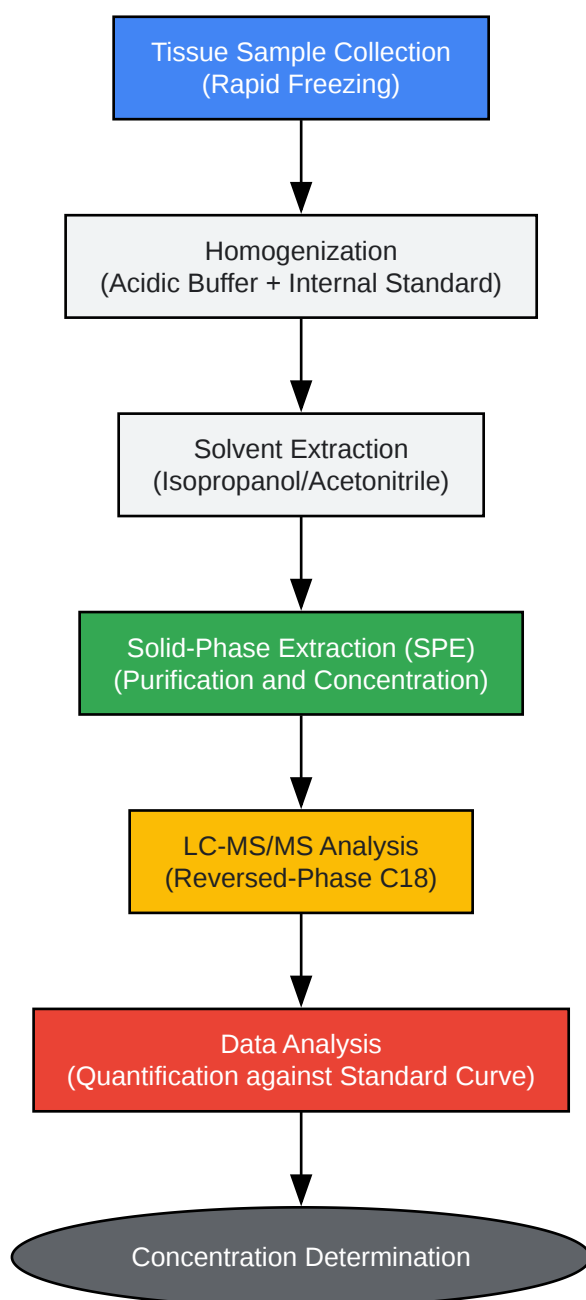 Tissue Sample Collection
(Rapid Freezing)
Homogenization
(Acidic Buffer + Internal Standard)
Solvent Extraction
(Isopropanol/Acetonitrile)
Solid-Phase Extraction (SPE)
(Purification and Concentration)
LC-MS/MS Analysis
(Reversed-Phase C18)
Data Analysis
(Quantification against Standard Curve)
Concentration Determination